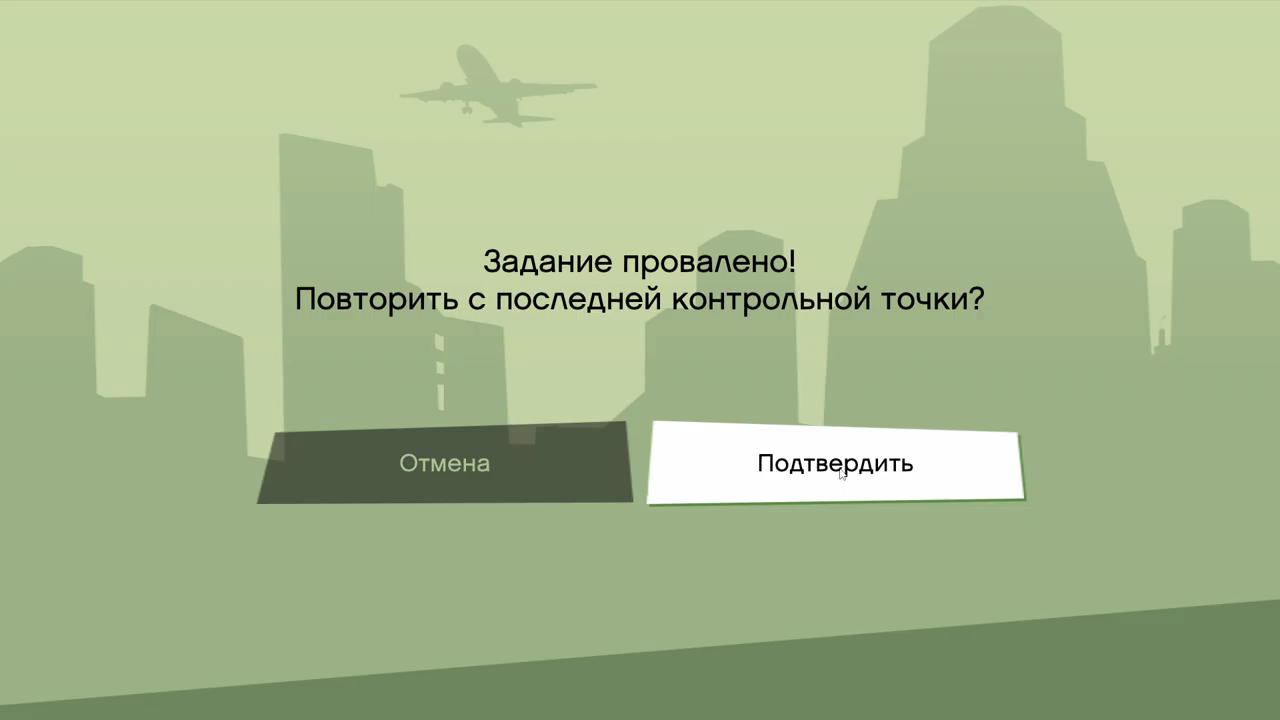 Задание провалено!
Повторить с последней контрольной точки?
Отмена
Подтвердить